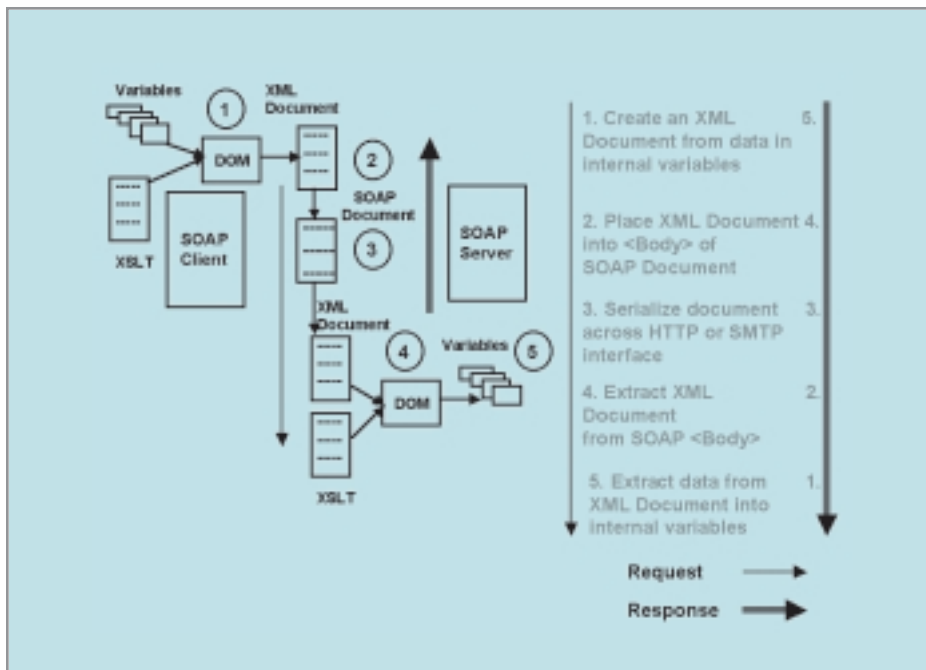 Variables
1
XML
Document
DOM
2
SOAP
Document
XSLT
SOAP
Client
3
SOAP
Server
XML
Document
4
Variables
5
DOM
XSLT
1. Create an XML 5.
Document from data in
internal variables
2. Place XML Document 4.
into <Body> of
SOAP Document
3. Serialize document 3.
across HTTP or SMTP
interface
4. Extract XML 2.
Document
from SOAP <Body>
5. Extract data from 1.
XML Document into
internal variables
Request
Response